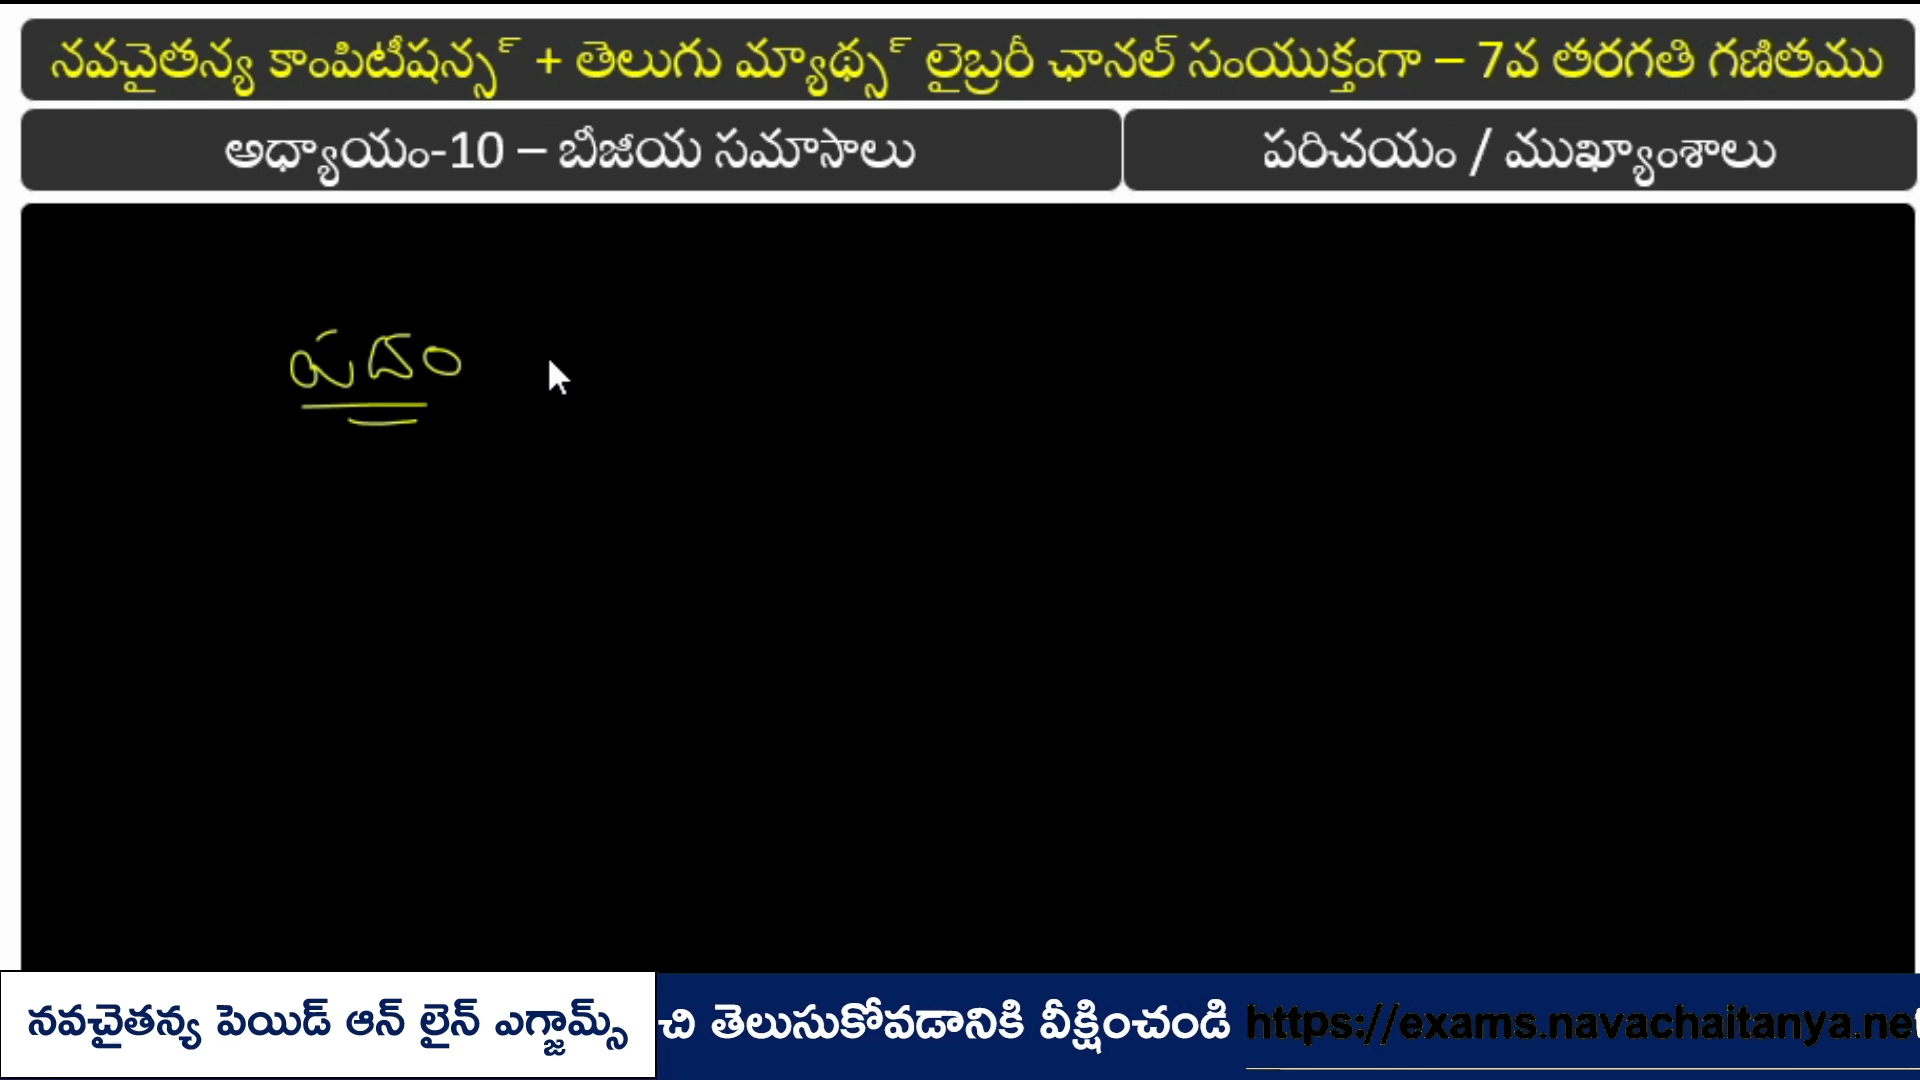 నవచైతన్య కాంపిటీషన్స్ + తెలుగు మ్యాథ్స్ లైబ్రరీ ఛానల్ సంయుక్తంగా – 7వ తరగతి గణితము
అధ్యాయం-10 – బీజీయ సమాసాలు
పరిచయం / ముఖ్యాంశాలు
పదం
నవచైతన్య పెయిడ్ ఆన్ లైన్ ఎగ్జామ్స్
చి తెలుసుకోవడానికి వీక్షించండి https://exams.navachaitanya.net